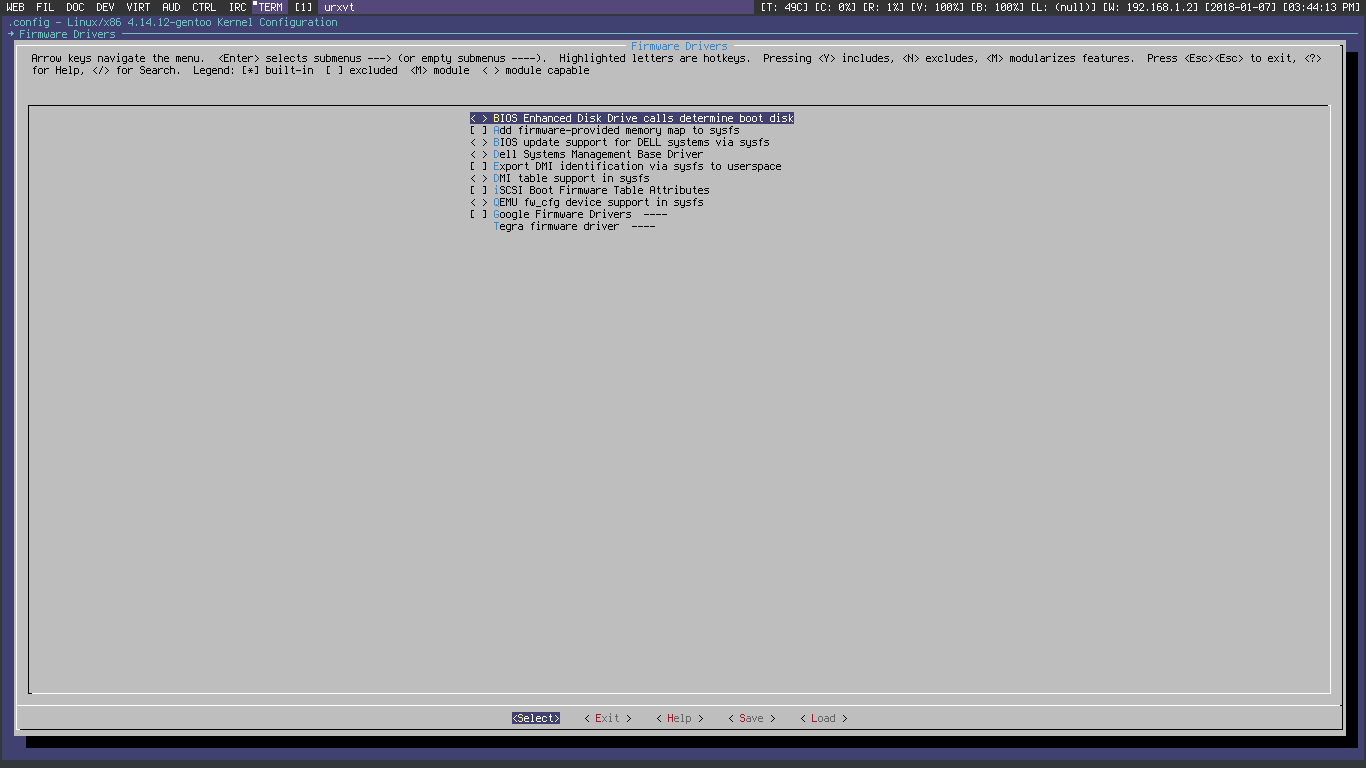 WEB FIL DOC DEV VIRT AUD CTRL IRC TERM [1] urxvt [T: 49C] [C: 0%] [R: 1%] [V: 100%] [B: 100%] [L: (null)] [W: 192.168.1.2] [2018-01-07] [03:44:13 PM]
.config - Linux/x86 4.14.12-gentoo Kernel Configuration
→ Firmware Drivers
Firmware Drivers
Arrow keys navigate the menu. <Enter> selects submenus ---> (or empty submenus ----). Highlighted letters are hotkeys. Pressing <Y> includes, <N> excludes, <M> modularizes features. Press <Esc><Esc> to exit, <?>
for Help, </> for Search. Legend: [*] built-in [ ] excluded <M> module < > module capable
< > BIOS Enhanced Disk Drive calls determine boot disk
[ ] Add firmware-provided memory map to sysfs
< > BIOS update support for DELL systems via sysfs
< > Dell Systems Management Base Driver
[ ] Export DMI identification via sysfs to userspace
< > DMI table support in sysfs
[ ] iSCSI Boot Firmware Table Attributes
< > QEMU fw_cfg device support in sysfs
[ ] Google Firmware Drivers ----
Tegra firmware driver ----
<Select> < Exit > < Help > < Save > < Load >